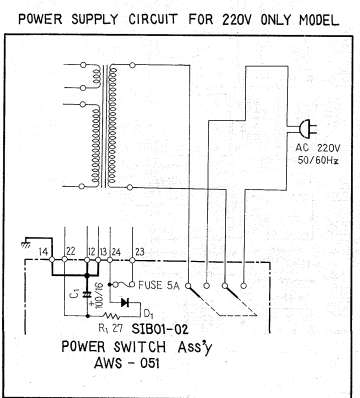 POWER SUPPLY CIRCUIT FOR 220V ONLY MODEL
AC 220V
50/60Hz
14 22 12 13 24 23
FUSE 5A
C1
+
100/16
D1
R1 27 SIB01-02
POWER SWITCH Ass'y
AWS - 051